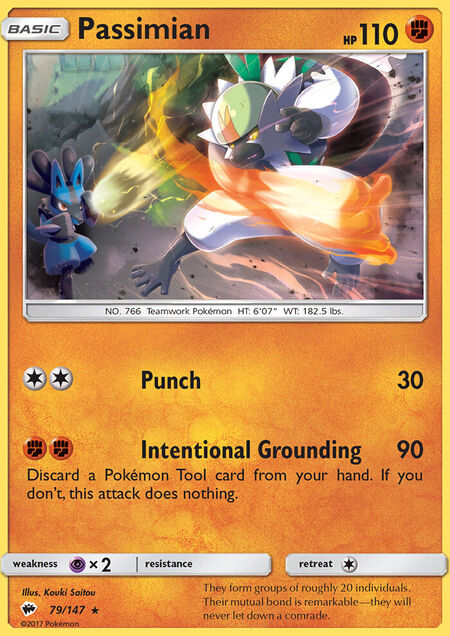 BASIC Passimian HP 110
NO. 766 Teamwork Pokémon HT: 6'07" WT: 182.5 lbs.
Punch 30
Intentional Grounding 90
Discard a Pokémon Tool card from your hand. If you
don't, this attack does nothing.
weakness ×2 resistance retreat
Illus. Kouki Saitou
79/147 ★
©2017 Pokémon
They form groups of roughly 20 individuals.
Their mutual bond is remarkable—they will
never let down a comrade.